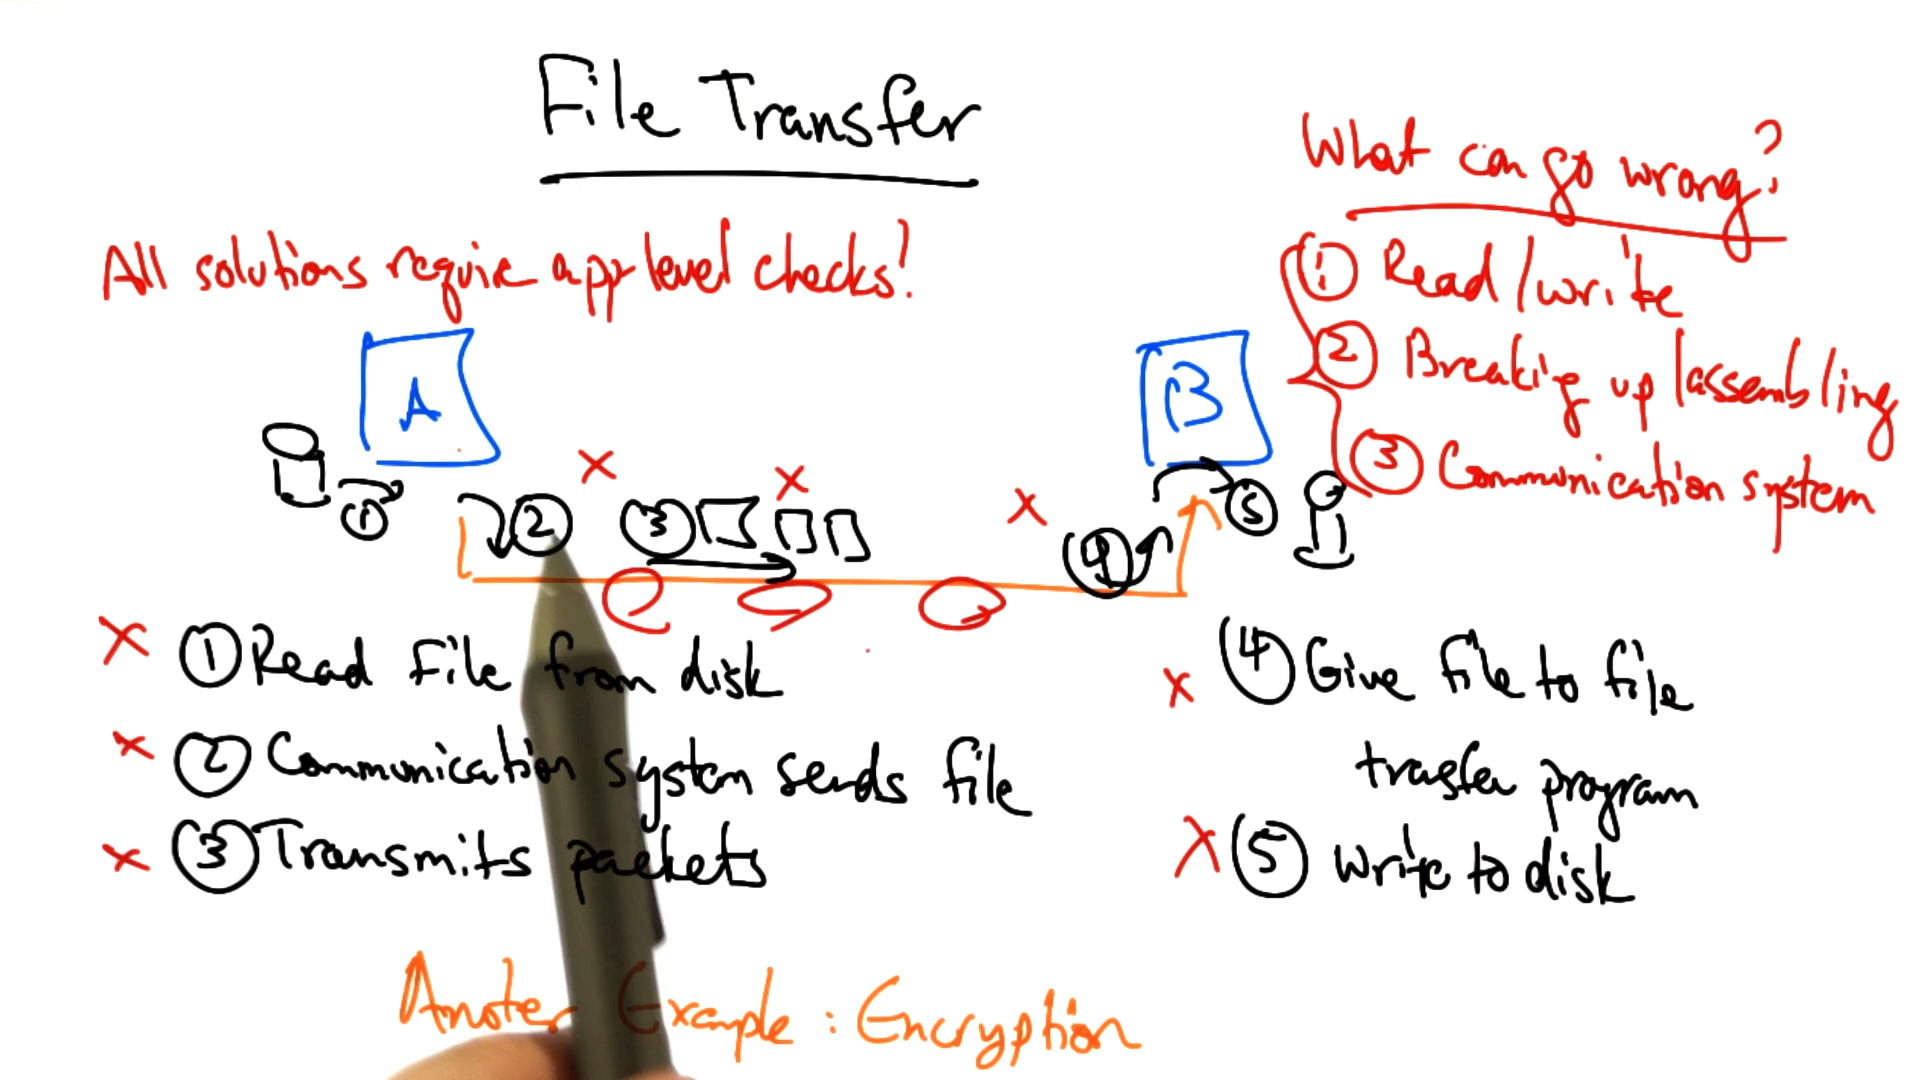 File Transfer
What can go wrong?
All solutions require app level checks!
① Read/write
② Breaking up/assembling
③ Communication system
A
B
①
②
③
④
⑤
① Read File from disk
② Communication system sends file
③ Transmits packets
④ Give file to file
trasfer program
⑤ Write to disk
Anoter Example: Encryption